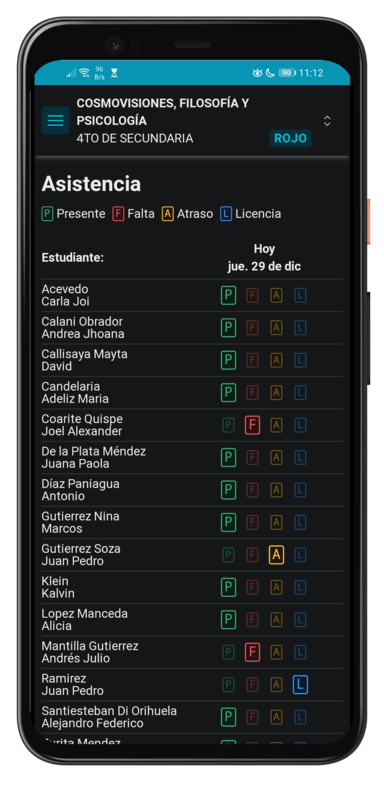 96
B/s
90
11:12
COSMOVISIONES, FILOSOFÍA Y
PSICOLOGÍA
4TO DE SECUNDARIA
ROJO
Asistencia
P Presente F Falta A Atraso L Licencia
Estudiante:
Hoy
jue. 29 de dic
Acevedo
Carla Joi
P F A L
Calani Obrador
Andrea Jhoana
P F A L
Callisaya Mayta
David
P F A L
Candelaria
Adeliz Maria
P F A L
Coarite Quispe
Joel Alexander
P F A L
De la Plata Méndez
Juana Paola
P F A L
Díaz Paniagua
Antonio
P F A L
Gutierrez Nina
Marcos
P F A L
Gutierrez Soza
Juan Pedro
P F A L
Klein
Kalvin
P F A L
Lopez Manceda
Alicia
P F A L
Mantilla Gutierrez
Andrés Julio
P F A L
Ramirez
Juan Pedro
P F A L
Santiesteban Di Orihuela
Alejandro Federico
P F A L